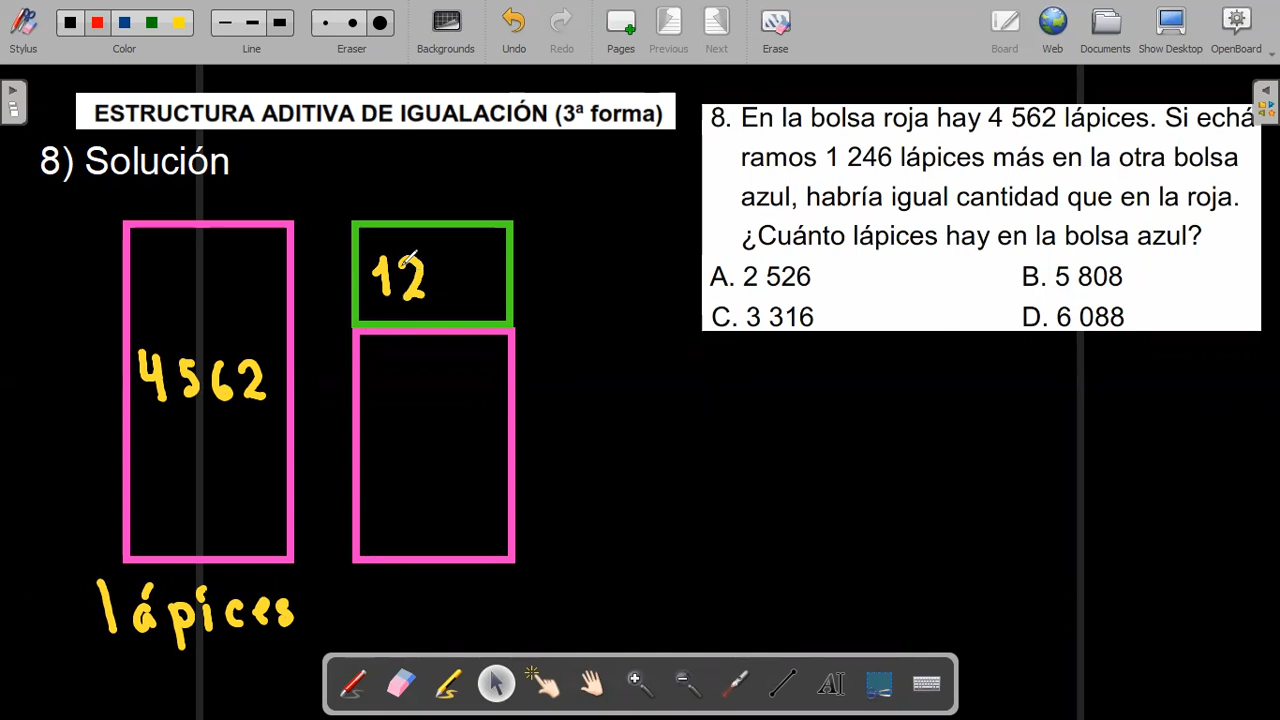 Stylus Color Line Eraser Backgrounds Undo Redo Pages Previous Next Erase Board Web Documents Show Desktop OpenBoard
ESTRUCTURA ADITIVA DE IGUALACIÓN (3ª forma)
8) Solución
8. En la bolsa roja hay 4 562 lápices. Si echá
ramos 1 246 lápices más en la otra bolsa
azul, habría igual cantidad que en la roja.
¿Cuánto lápices hay en la bolsa azul?
A. 2 526 B. 5 808
C. 3 316 D. 6 088
12
4562
lápices
AI